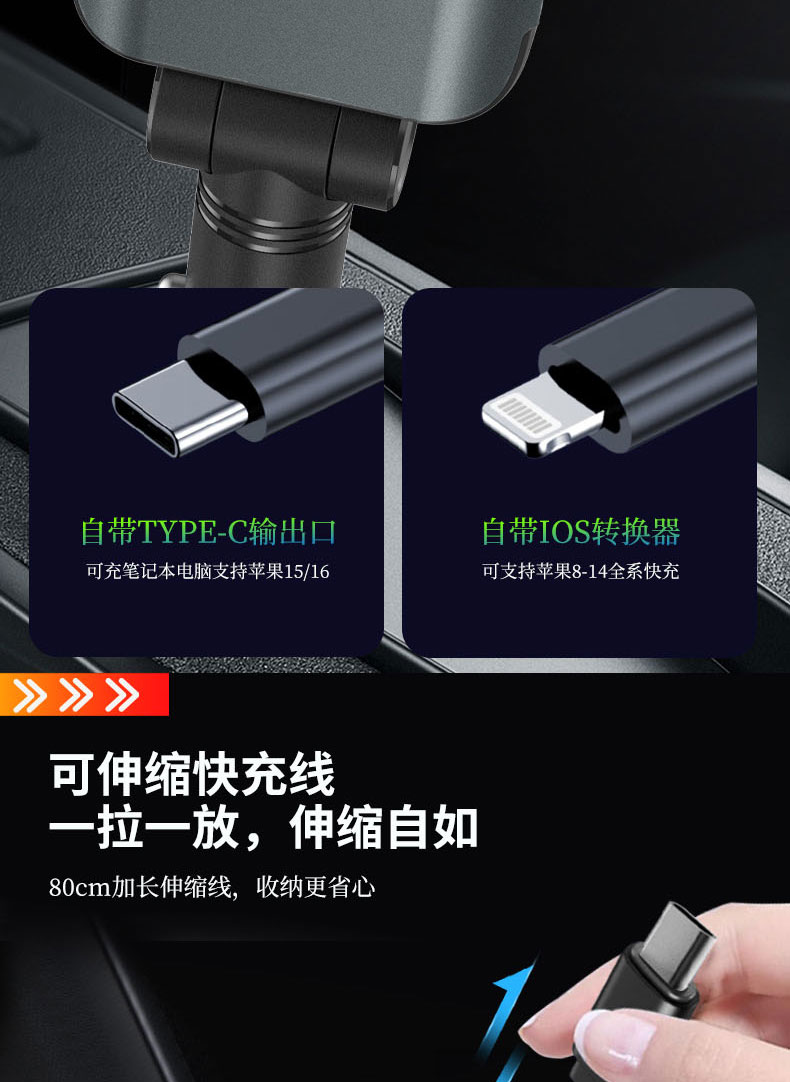 自带TYPE-C输出口
可充笔记本电脑支持苹果15/16
自带IOS转换器
可支持苹果8-14全系快充
可伸缩快充线
一拉一放，伸缩自如
80cm加长伸缩线，收纳更省心